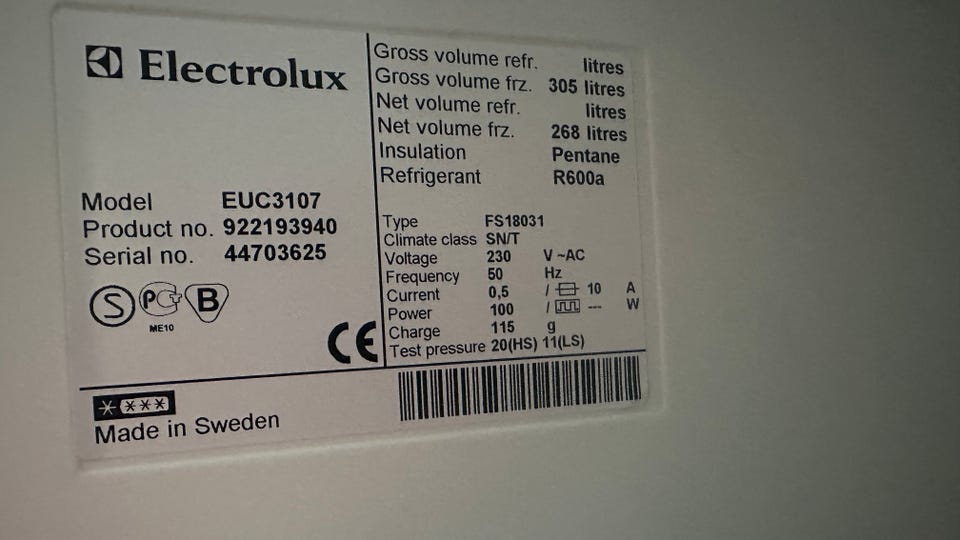 Electrolux
Model EUC3107
Product no. 922193940
Serial no. 44703625
S PC B
ME10
CE
Made in Sweden
Gross volume refr. litres
Gross volume frz. 305 litres
Net volume refr. litres
Net volume frz. 268 litres
Insulation Pentane
Refrigerant R600a
Type FS18031
Climate class SN/T
Voltage 230 V ~AC
Frequency 50 Hz
Current 0,5 / 10 A
Power 100 / --- W
Charge 115 g
Test pressure 20(HS) 11(LS)